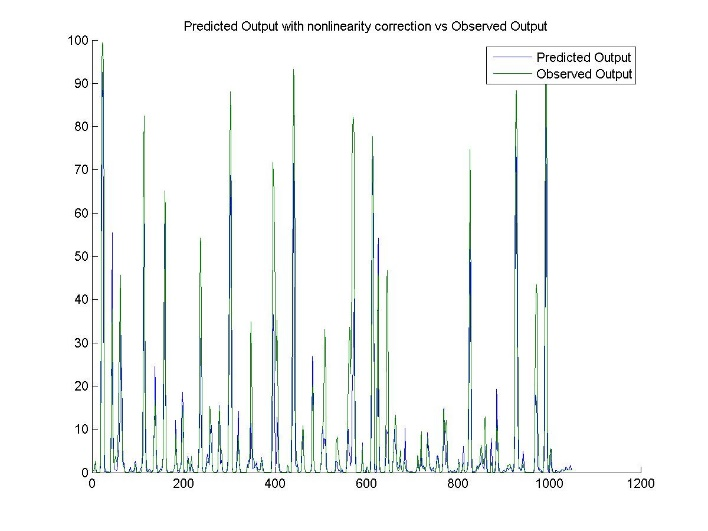 Predicted Output with nonlinearity correction vs Observed Output
Predicted Output
Observed Output
100
90
80
70
60
50
40
30
20
10
0
0 200 400 600 800 1000 1200